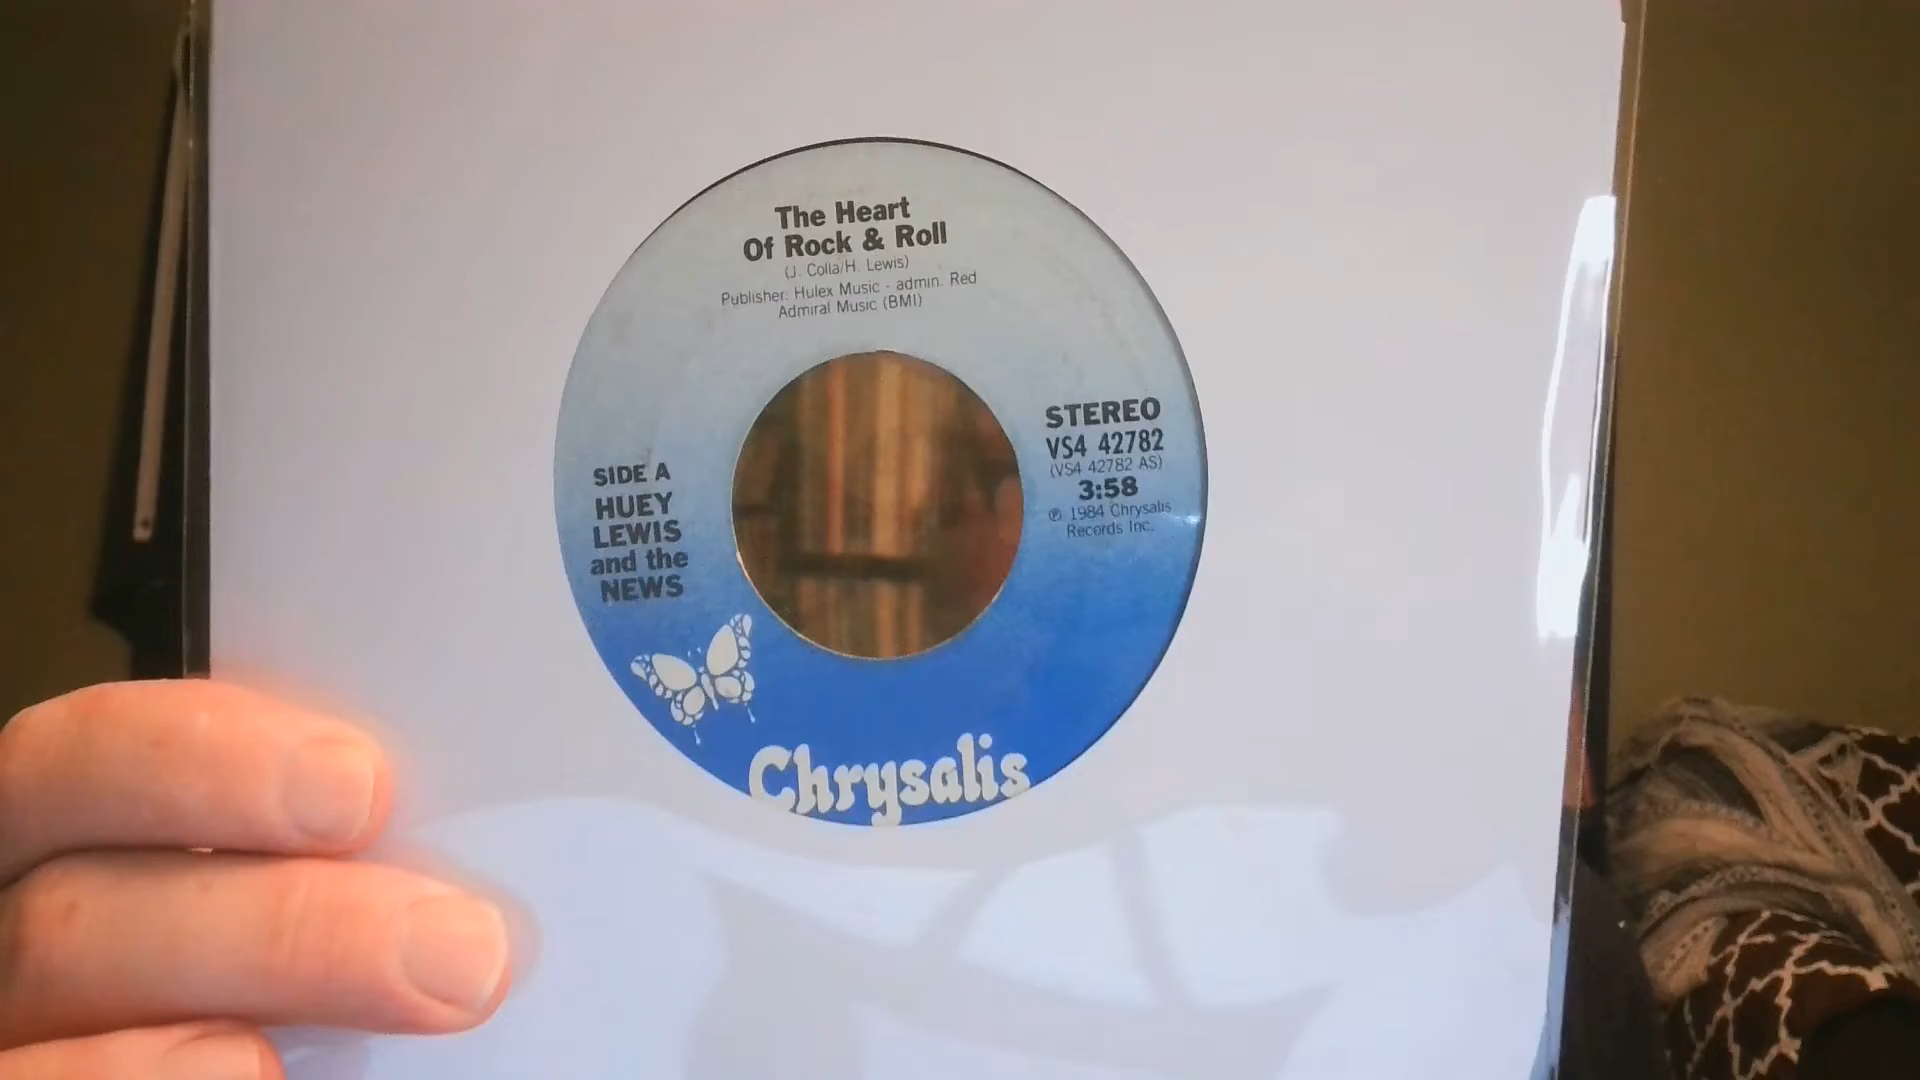 The Heart
Of Rock & Roll
(J. Colla/H. Lewis)
Publisher: Hulex Music - admin. Red
Admiral Music (BMI)
SIDE A
HUEY
LEWIS
and the
NEWS
STEREO
VS4 42782
(VS4 42782 AS)
3:58
℗ 1984 Chrysalis
Records Inc.
Chrysalis